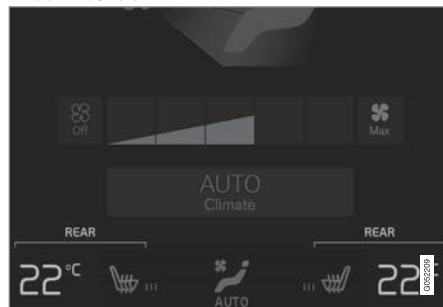 Off
Max
AUTO
Climate
REAR REAR
22°C 22°
AUTO
G052209